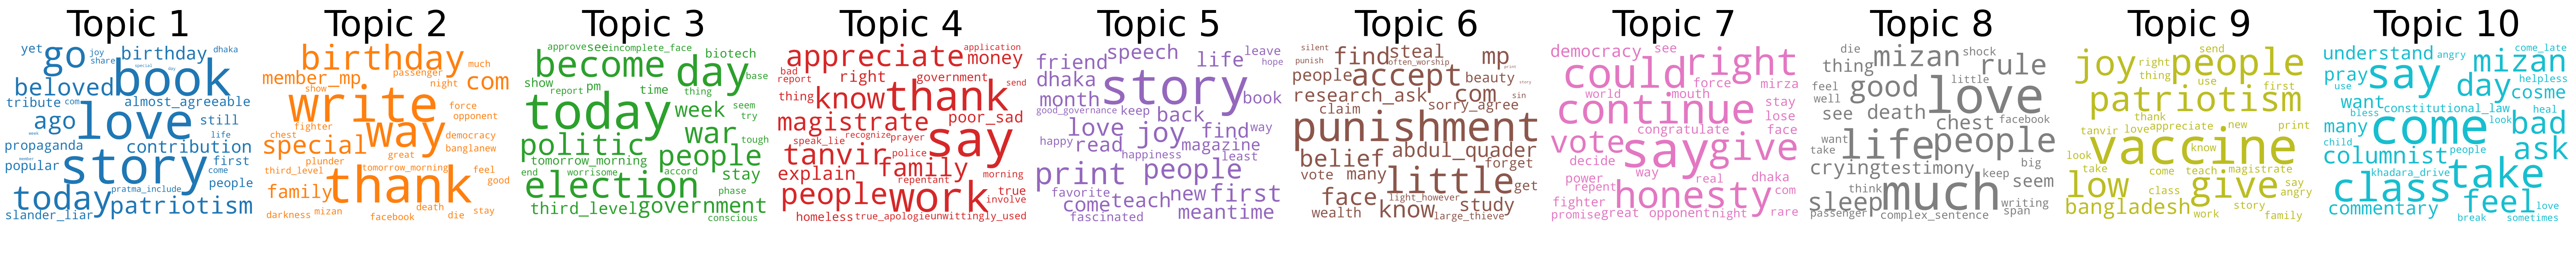 Topic 1
yet go joy share birthday dhaka
beloved book
tribute com almost_agreeable
ago love still
life
propaganda contribution
popular story first
come
people
today pratma_include
patriotism
slander_liar
Topic 2
birthday much
member_mp passenger com
show night
write force
opponent
fighter way
special
chest democracy
banglanew
plunder great
third_level tomorrow_morning feel
family thank good
darkness mizan death
facebook die stay
Topic 3
approve see incomplete_face
become day biotech
base
show pm time thing
report
today week seem
try
politic war
people tough
tomorrow_morning
end worrisome accord stay
election phase
third_level government
conscious
Topic 4
appreciate application
money
bad right government
report send
thing know thank
magistrate poor_sad
recognize prayer
speak_lie say
tanvir police
explain family
repentant morning
people work true
involve
homeless true_apologie unwittingly_used
Topic 5
friend speech life leave
hope
dhaka story
month book
good_governance keep back
love joy find way
happy read magazine
happiness least
print people
favorite new first
come teach
fascinated meantime
Topic 6
silent find steal mp
punish often_worship
people accept beauty
story
research_ask com sin
claim sorry_agree
print
punishment
belief abdul_quader
vote many forget
little
face light_however get
wealth know study
large_thieve
Topic 7
democracy see right
could
force mirza
world mouth
continue stay
lose
vote congratulate face
say give
decide
way
power real dhaka
repent honesty com
fighter
promise great opponent night rare
Topic 8
die mizan shock
thing rule
feel good little
well love
see death facebook
chest
want life people
take
crying testimony keep big
think
sleep much seem
writing
passenger complex_sentence span
Topic 9
joy right send people
thing use first
patriotism
thank
tanvir love appreciate new print
vaccine
look know
take come teach magistrate
low give say
class angry
bangladesh story
work family
Topic 10
understand angry come_late
say mizan
pray day helpless
use cosme
want constitutional_law heal
bless look
many come bad
child
columnist people ask
khadara_drive
class take
feel
commentary love
break sometimes